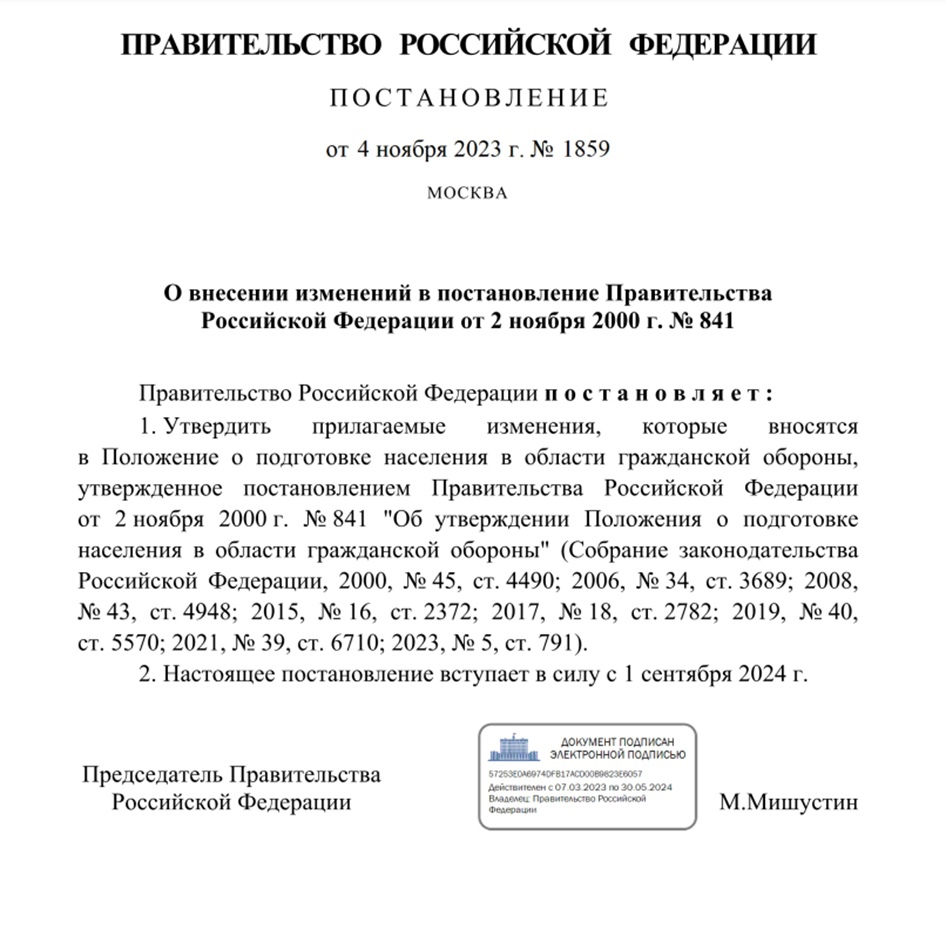 ПРАВИТЕЛЬСТВО РОССИЙСКОЙ ФЕДЕРАЦИИ
ПОСТАНОВЛЕНИЕ
от 4 ноября 2023 г. № 1859
МОСКВА
О внесении изменений в постановление Правительства
Российской Федерации от 2 ноября 2000 г. № 841
Правительство Российской Федерации постановляет:
1. Утвердить прилагаемые изменения, которые вносятся
в Положение о подготовке населения в области гражданской обороны,
утвержденное постановлением Правительства Российской Федерации
от 2 ноября 2000 г. № 841 "Об утверждении Положения о подготовке
населения в области гражданской обороны" (Собрание законодательства
Российской Федерации, 2000, № 45, ст. 4490; 2006, № 34, ст. 3689; 2008,
№ 43, ст. 4948; 2015, № 16, ст. 2372; 2017, № 18, ст. 2782; 2019, № 40,
ст. 5570; 2021, № 39, ст. 6710; 2023, № 5, ст. 791).
2. Настоящее постановление вступает в силу с 1 сентября 2024 г.
Председатель Правительства
Российской Федерации
ДОКУМЕНТ ПОДПИСАН
ЭЛЕКТРОННОЙ ПОДПИСЬЮ
57253E0A6974DFB17ACD00B9823E6057
Действителен с 07.03.2023 по 30.05.2024
Владелец: Правительство Российской
Федерации
М.Мишустин